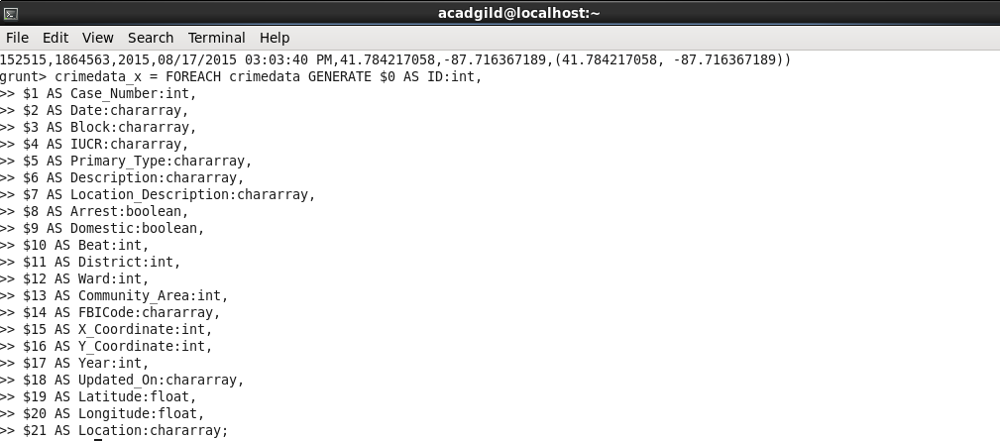 acadgild@localhost:~
File Edit View Search Terminal Help
152515,1864563,2015,08/17/2015 03:03:40 PM,41.784217058,-87.716367189,(41.784217058, -87.716367189))
grunt> crimedata_x = FOREACH crimedata GENERATE $0 AS ID:int,
>> $1 AS Case_Number:int,
>> $2 AS Date:chararray,
>> $3 AS Block:chararray,
>> $4 AS IUCR:chararray,
>> $5 AS Primary_Type:chararray,
>> $6 AS Description:chararray,
>> $7 AS Location_Description:chararray,
>> $8 AS Arrest:boolean,
>> $9 AS Domestic:boolean,
>> $10 AS Beat:int,
>> $11 AS District:int,
>> $12 AS Ward:int,
>> $13 AS Community_Area:int,
>> $14 AS FBICode:chararray,
>> $15 AS X_Coordinate:int,
>> $16 AS Y_Coordinate:int,
>> $17 AS Year:int,
>> $18 AS Updated_On:chararray,
>> $19 AS Latitude:float,
>> $20 AS Longitude:float,
>> $21 AS Location:chararray;